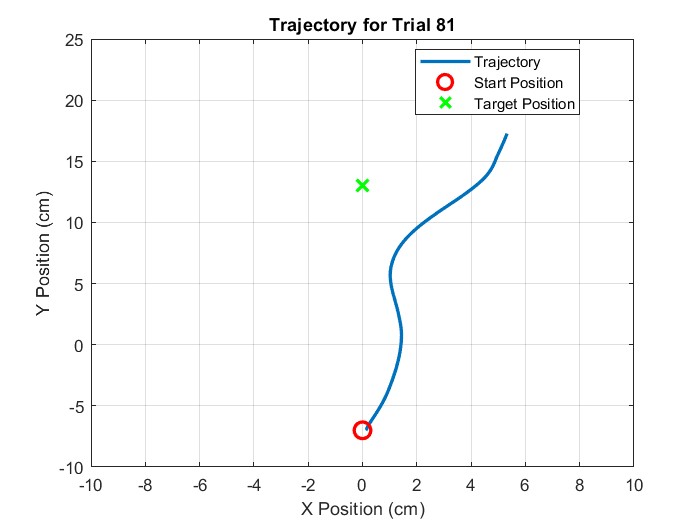 Trajectory for Trial 81
Trajectory
Start Position
Target Position
Y Position (cm)
25
20
15
10
5
0
-5
-10
-10 -8 -6 -4 -2 0 2 4 6 8 10
X Position (cm)